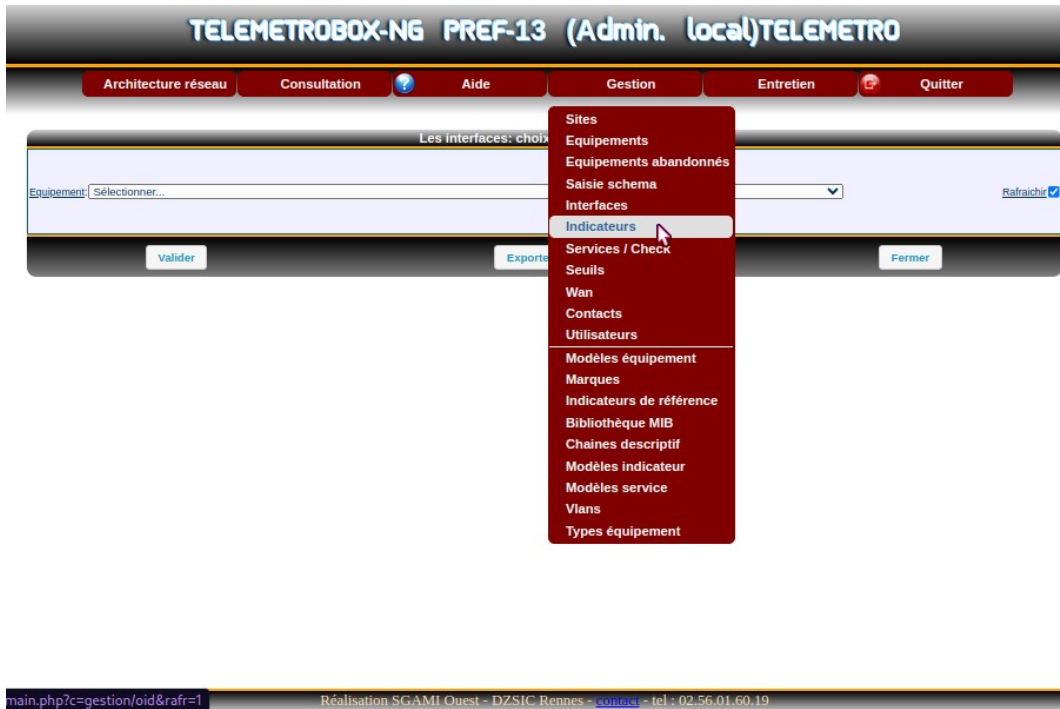 TELEMETROBOX-NG PREF-13 (Admin. local)TELEMETRO
Architecture réseau Consultation Aide Gestion Entretien Quitter
Les interfaces: choix
Equipement: Sélectionner... Rafraichir
Valider Exporte Fermer
Sites
Equipements
Equipements abandonnés
Saisie schema
Interfaces
Indicateurs
Services / Check
Seuils
Wan
Contacts
Utilisateurs
Modèles équipement
Marques
Indicateurs de référence
Bibliothèque MIB
Chaines descriptif
Modèles indicateur
Modèles service
Vlans
Types équipement
main.php?c=gestion/oid&rafr=1 Réalisation SGAMI Ouest - DZSIC Rennes - contact - tel : 02.56.01.60.19